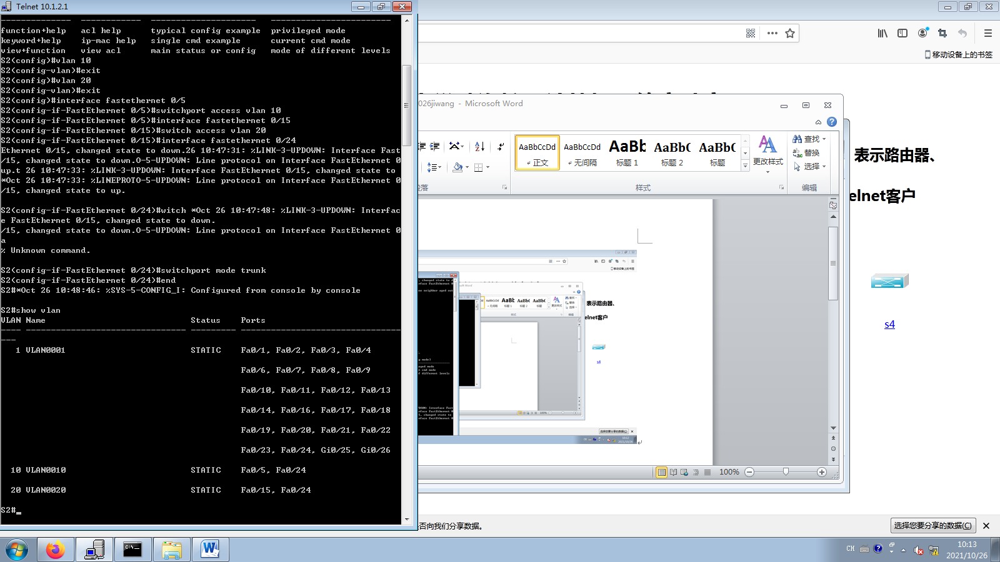 Telnet 10.1.2.1
function+help acl help typical config example privileged mode
keyword+help ip-mac help single cmd example current cmd mode
view+function view acl main status or config mode of different levels
S2(config)#vlan 10
S2(config-vlan)#exit
S2(config)#vlan 20
S2(config-vlan)#exit
S2(config)#interface fastethernet 0/5
S2(config-if-FastEthernet 0/5)#switchport access vlan 10
S2(config-if-FastEthernet 0/5)#interface fastethernet 0/15
S2(config-if-FastEthernet 0/15)#switch access vlan 20
S2(config-if-FastEthernet 0/15)#interface fastethernet 0/24
Ethernet 0/15, changed state to down.26 10:47:31: %LINK-3-UPDOWN: Interface Fast
/15, changed state to down.O-5-UPDOWN: Line protocol on Interface FastEthernet 0
up.t 26 10:47:33: %LINK-3-UPDOWN: Interface FastEthernet 0/15, changed state to
*Oct 26 10:47:33: %LINEPROTO-5-UPDOWN: Line protocol on Interface FastEthernet 0
/15, changed state to up.
S2(config-if-FastEthernet 0/24)#witch *Oct 26 10:47:48: %LINK-3-UPDOWN: Interfac
e FastEthernet 0/15, changed state to down.
/15, changed state to down.O-5-UPDOWN: Line protocol on Interface FastEthernet 0
a
% Unknown command.
S2(config-if-FastEthernet 0/24)#switchport mode trunk
S2(config-if-FastEthernet 0/24)#end
S2#*Oct 26 10:48:46: %SYS-5-CONFIG_I: Configured from console by console
S2#show vlan
VLAN Name Status Ports
---- -------------------------------- --------- --------------------------------
---
1 VLAN0001 STATIC Fa0/1, Fa0/2, Fa0/3, Fa0/4
Fa0/6, Fa0/7, Fa0/8, Fa0/9
Fa0/10, Fa0/11, Fa0/12, Fa0/13
Fa0/14, Fa0/16, Fa0/17, Fa0/18
Fa0/19, Fa0/20, Fa0/21, Fa0/22
Fa0/23, Fa0/24, Gi0/25, Gi0/26
10 VLAN0010 STATIC Fa0/5, Fa0/24
20 VLAN0020 STATIC Fa0/15, Fa0/24
S2#_
移动设备上的书签
026jiwang - Microsoft Word
AaBbCcDd AaBbCcDd AaBb AaBbC AaBbC
正文 无间隔 标题 1 标题 2 标题
更改样式
查找
替换
选择
段落 样式 编辑
表示路由器、
elnet客户
表示路由器、
elnet客户
s4
s4
100%
否向我们分享数据。
选择您要分享的数据(C)
CH
10:13
2021/10/26